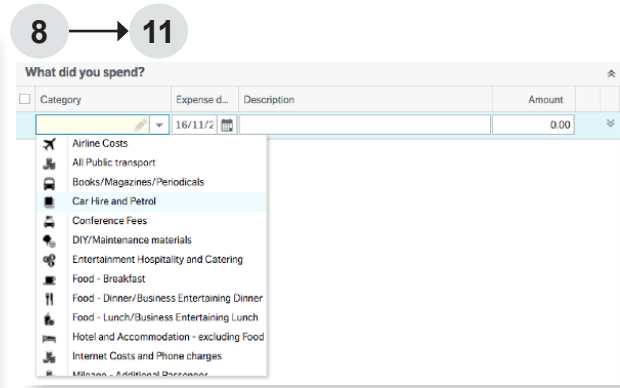 8 11
What did you spend?
Category Expense d... Description Amount
16/11/2 0.00
Airline Costs
All Public transport
Books/Magazines/Periodicals
Car Hire and Petrol
Conference Fees
DIY/Maintenance materials
Entertainment Hospitality and Catering
Food - Breakfast
Food - Dinner/Business Entertaining Dinner
Food - Lunch/Business Entertaining Lunch
Hotel and Accommodation - excluding Food
Internet Costs and Phone charges
Mileage - Additional Passenger